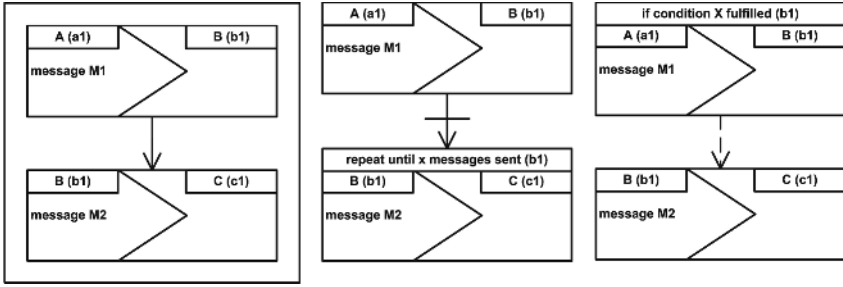 A (a1) B (b1)
message M1
B (b1) C (c1)
message M2
A (a1) B (b1)
message M1
repeat until x messages sent (b1)
B (b1) C (c1)
message M2
if condition X fulfilled (b1)
A (a1) B (b1)
message M1
B (b1) C (c1)
message M2